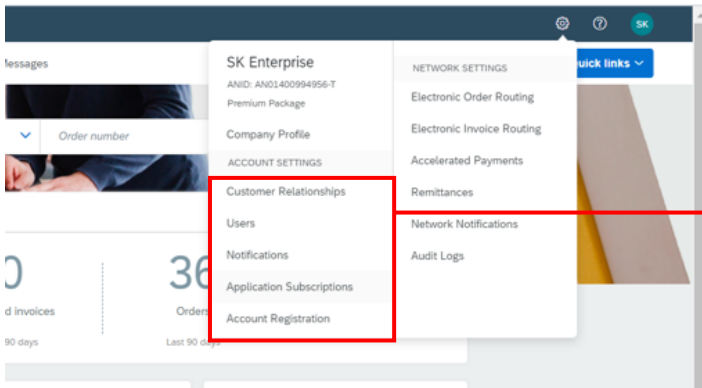 SK
Messages
Quick links
Order number
SK Enterprise
ANID: AN01400994956-T
Premium Package
Company Profile
ACCOUNT SETTINGS
Customer Relationships
Users
Notifications
Application Subscriptions
Account Registration
NETWORK SETTINGS
Electronic Order Routing
Electronic Invoice Routing
Accelerated Payments
Remittances
Network Notifications
Audit Logs
0
36
d invoices
Orders
90 days
Last 90 days